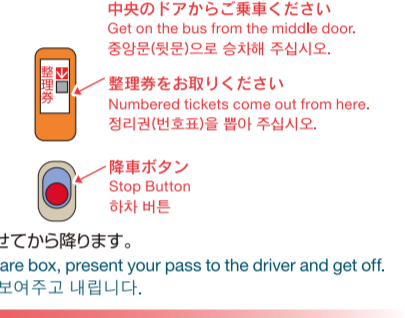 中央のドアからご乗車ください
Get on the bus from the middle door.
중앙문(뒷문)으로 승차해 주십시오.
整理券
整理券をお取りください
Numbered tickets come out from here.
정리권(번호표)을 뽑아 주십시오.
降車ボタン
Stop Button
하차 버튼
せてから降ります。
are box, present your pass to the driver and get off.
보여주고 내립니다.